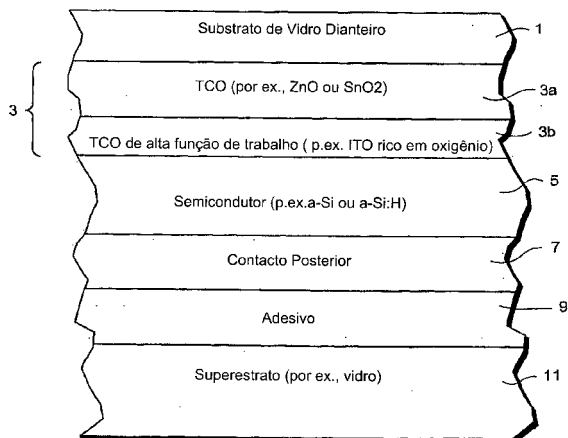 Substrato de Vidro Dianteiro
1
TCO (por ex., ZnO ou SnO2)
3a
3
3b
TCO de alta função de trabalho ( p.ex. ITO rico em oxigênio)
5
Semicondutor (p.ex.a-Si ou a-Si:H)
Contacto Posterior
7
9
Adesivo
Superestrato (por ex., vidro)
11